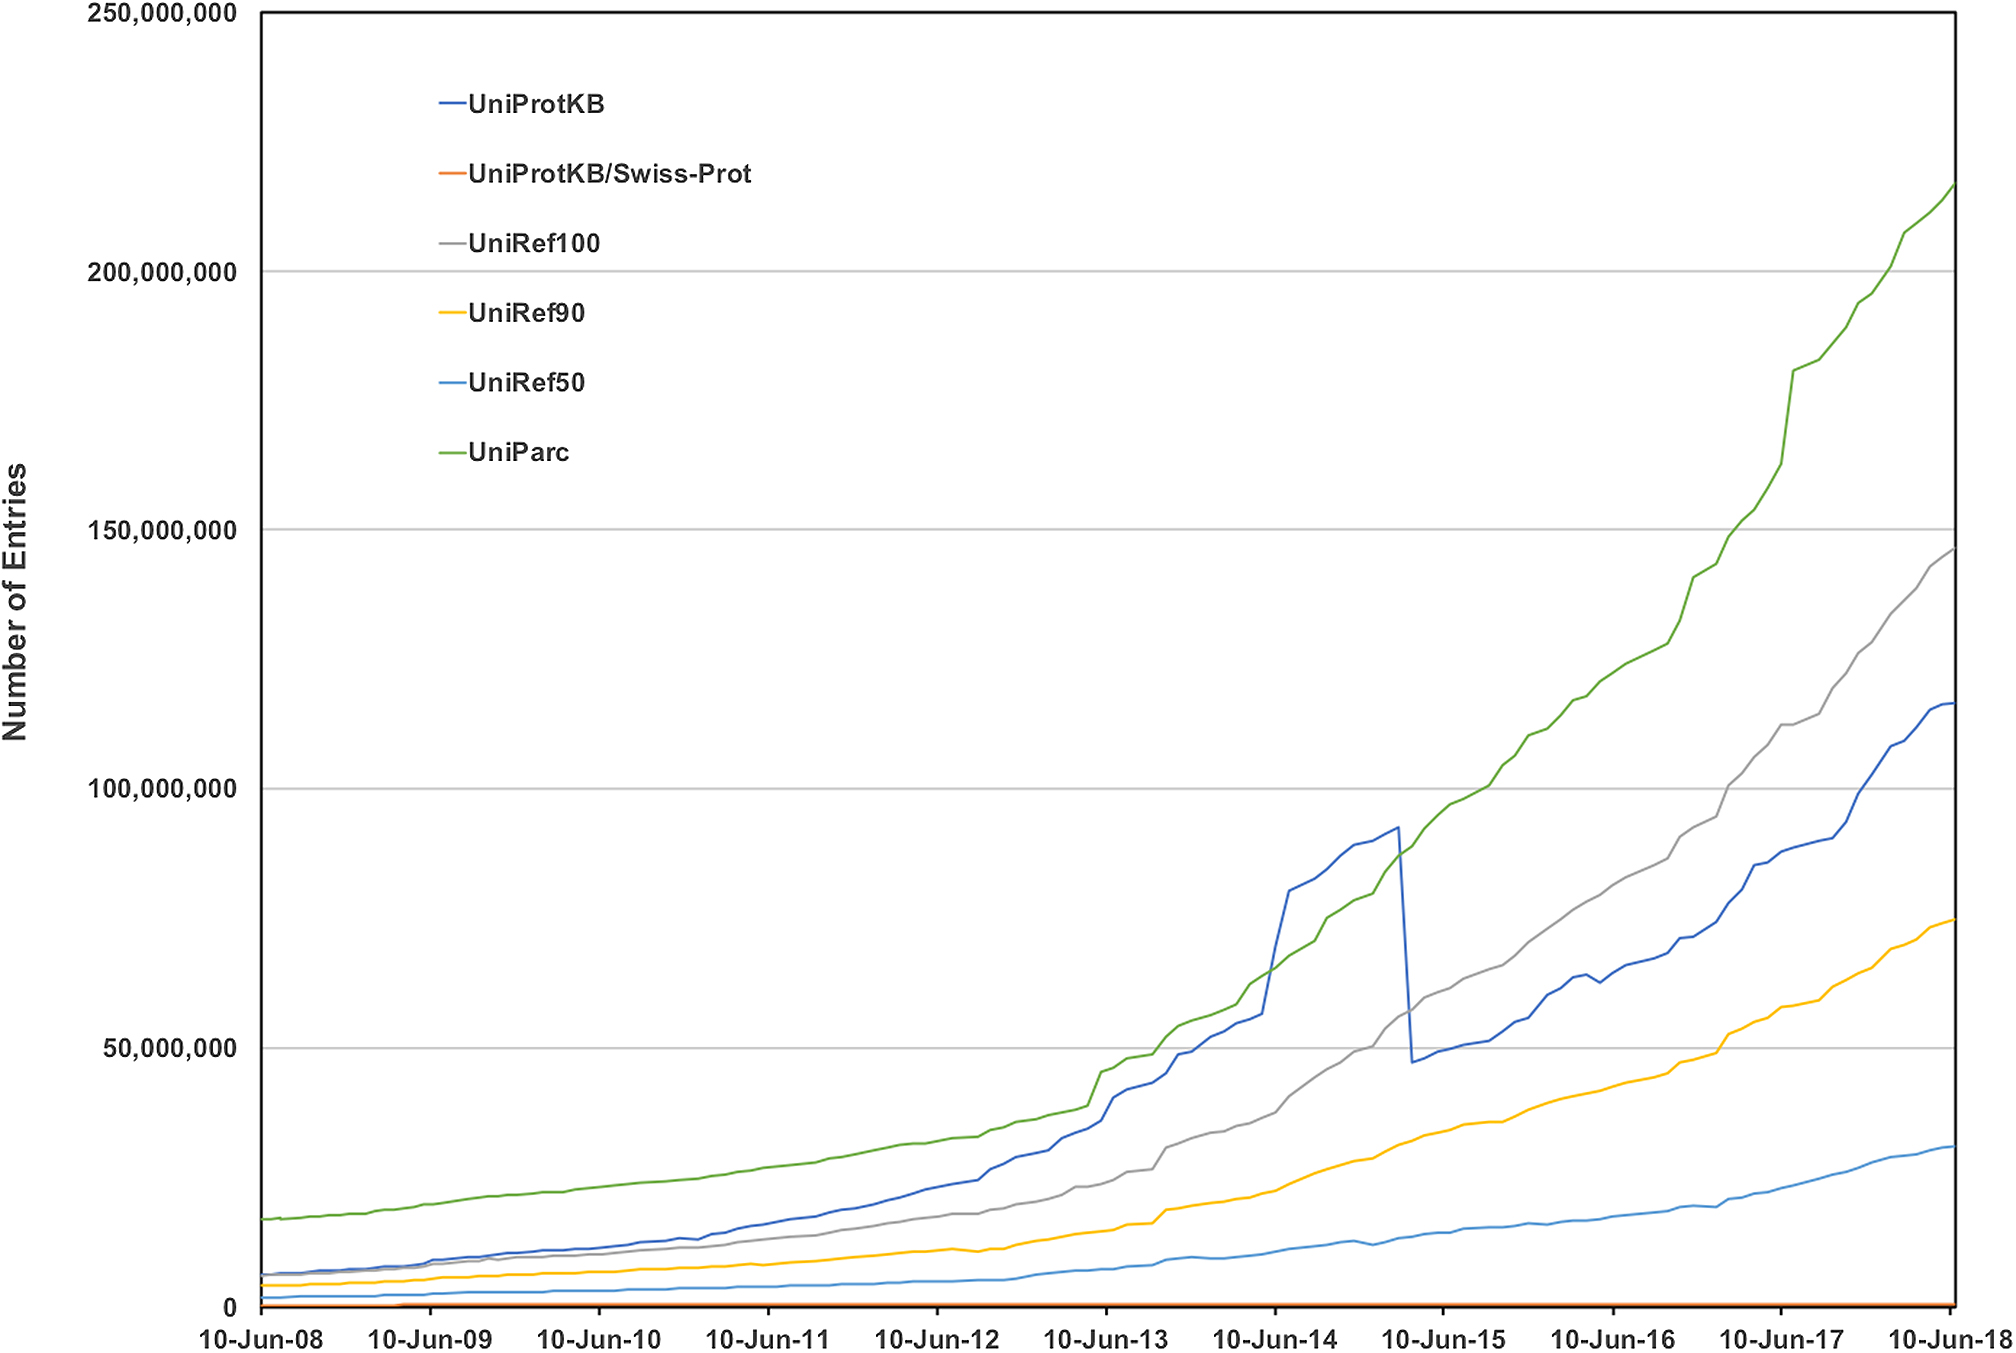 250,000,000
200,000,000
150,000,000
100,000,000
50,000,000
0
Number of Entries
UniProtKB
UniProtKB/Swiss-Prot
UniRef100
UniRef90
UniRef50
UniParc
10-Jun-08 10-Jun-09 10-Jun-10 10-Jun-11 10-Jun-12 10-Jun-13 10-Jun-14 10-Jun-15 10-Jun-16 10-Jun-17 10-Jun-18